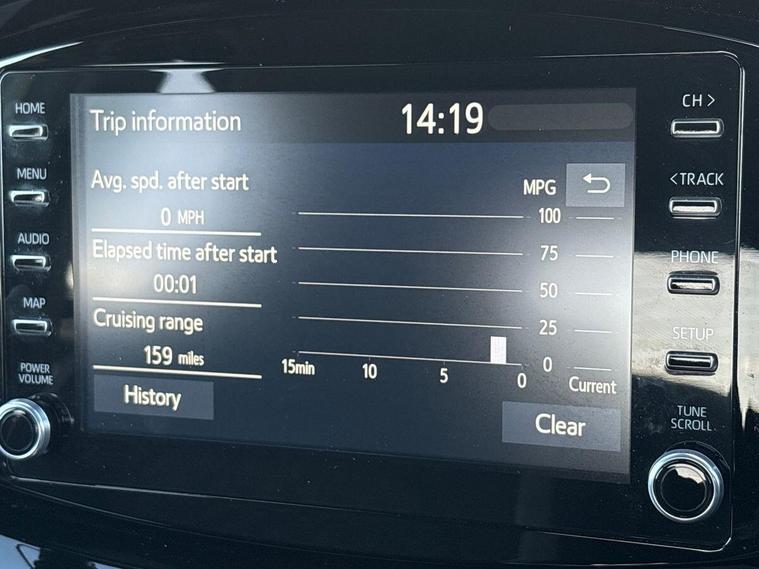 HOME
MENU
AUDIO
MAP
POWER
VOLUME
Trip information
14:19
Avg. spd. after start
0 MPH
Elapsed time after start
00:01
Cruising range
159 miles
History
MPG
100
75
50
25
0
15min 10 5 0 Current
Clear
CH >
< TRACK
PHONE
SETUP
TUNE
SCROLL